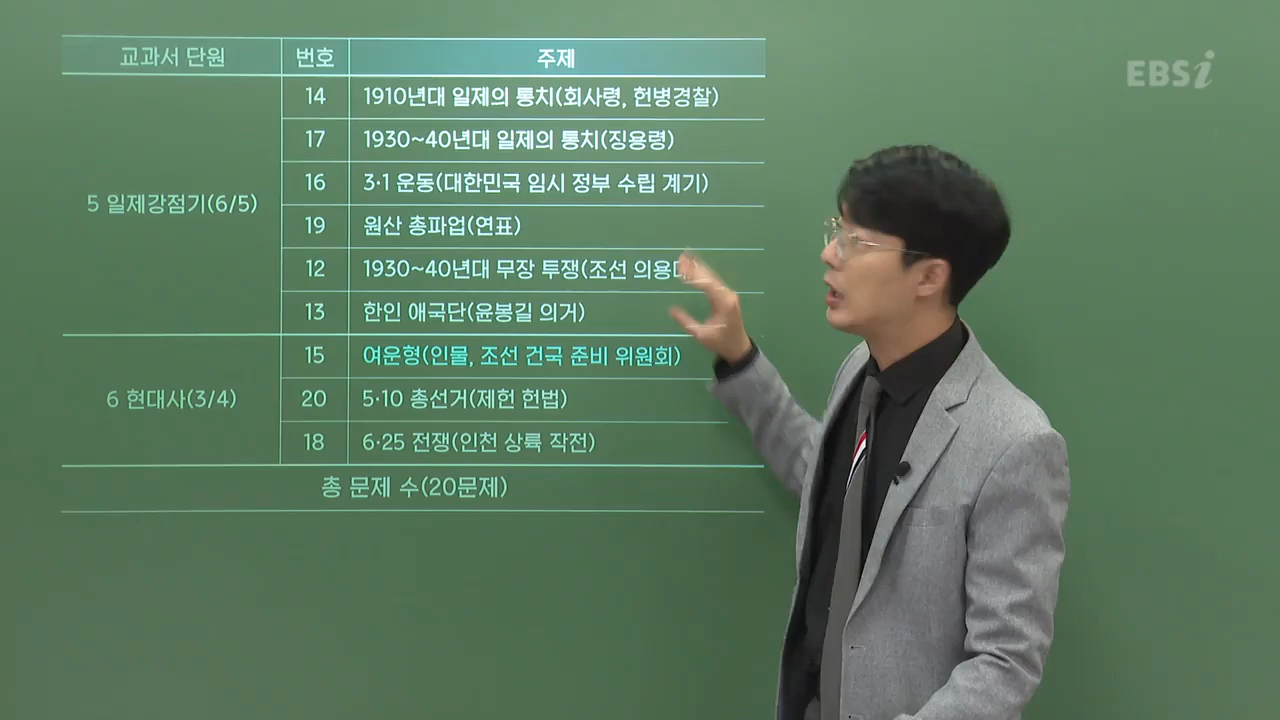 교과서 단원 번호 주제
14 1910년대 일제의 통치(회사령, 헌병경찰)
17 1930~40년대 일제의 통치(징용령)
16 3·1 운동(대한민국 임시 정부 수립 계기)
5 일제강점기(6/5)
19 원산 총파업(연표)
12 1930~40년대 무장 투쟁(조선 의용
13 한인 애국단(윤봉길 의거)
15 여운형(인물, 조선 건국 준비 위원회)
6 현대사(3/4) 20 5·10 총선거(제헌 헌법)
18 6·25 전쟁(인천 상륙 작전)
총 문제 수(20문제)
EBSi